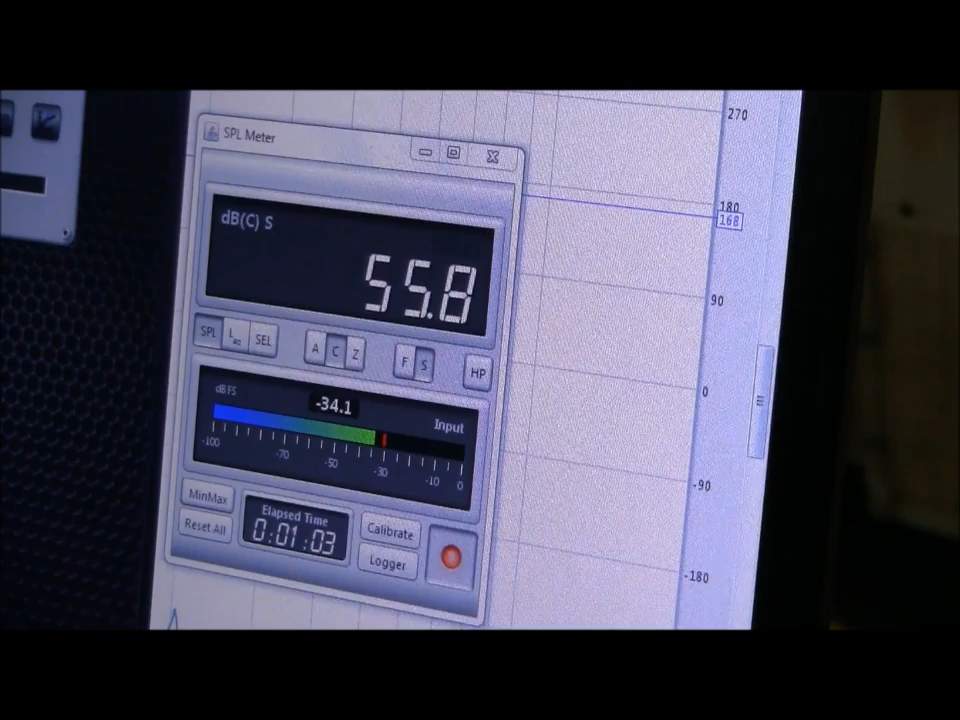 SPL Meter
dB(C) S
55.8
SPL
SEL
A C Z
F S
HP
dB FS
-34.1
Input
-100 -70 -50 -30 -10 0
MinMax
Reset All
Elapsed Time
0:01:03
Calibrate
Logger
270
180
168
90
0
-90
-180